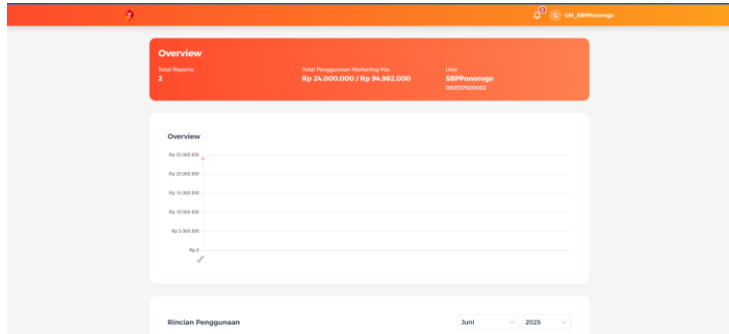 GM_SBPPonorogo
Overview
Total Reports
2
Total Penggunaan Marketing Fee
Rp 24.000.000 / Rp 94.962.000
User
SBPPonorogo
082337920002
Overview
Rp 25.000.000
Rp 20.000.000
Rp 15.000.000
Rp 10.000.000
Rp 5.000.000
Rp 0
Juni
Rincian Penggunaan
Juni
2025